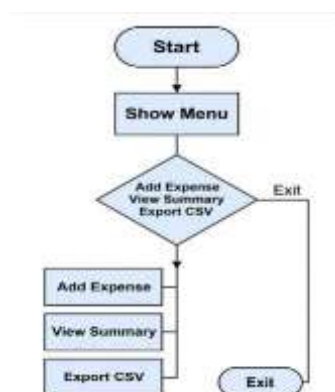 Start
Show Menu
Add Expense
View Summary
Export CSV
Exit
Add Expense
View Summary
Export CSV
Exit